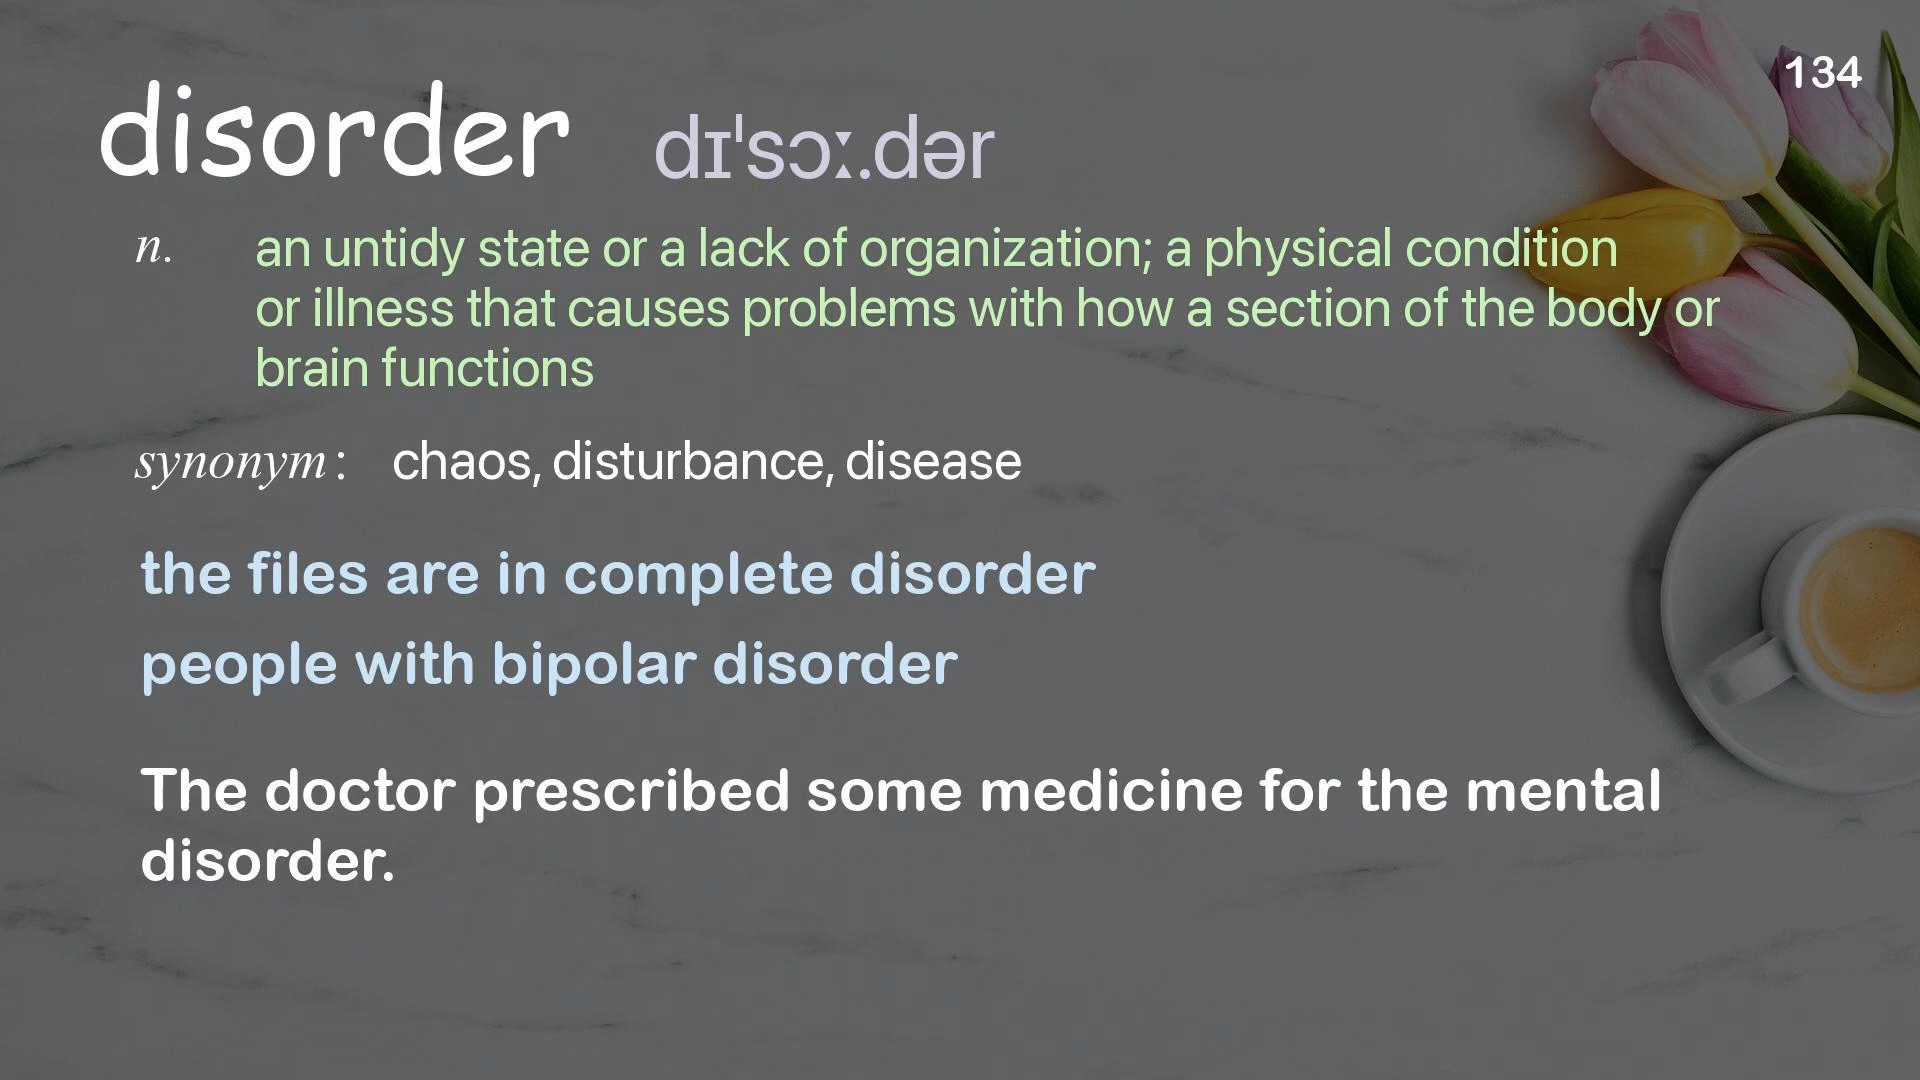 134
disorder dɪˈsɔː.dər
n. an untidy state or a lack of organization; a physical condition
or illness that causes problems with how a section of the body or
brain functions
synonym: chaos, disturbance, disease
the files are in complete disorder
people with bipolar disorder
The doctor prescribed some medicine for the mental
disorder.